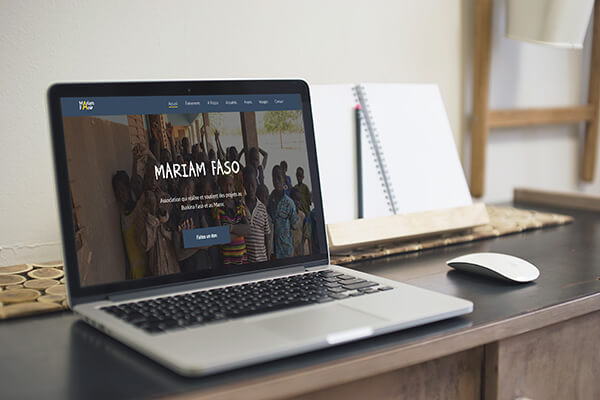 Mariam
Faso
Accueil Évènement A Propos Actualités Projets Voyages Contact
MARIAM FASO
Association qui réalise et soutient des projets au
Burkina Faso et au Maroc
Faites un don